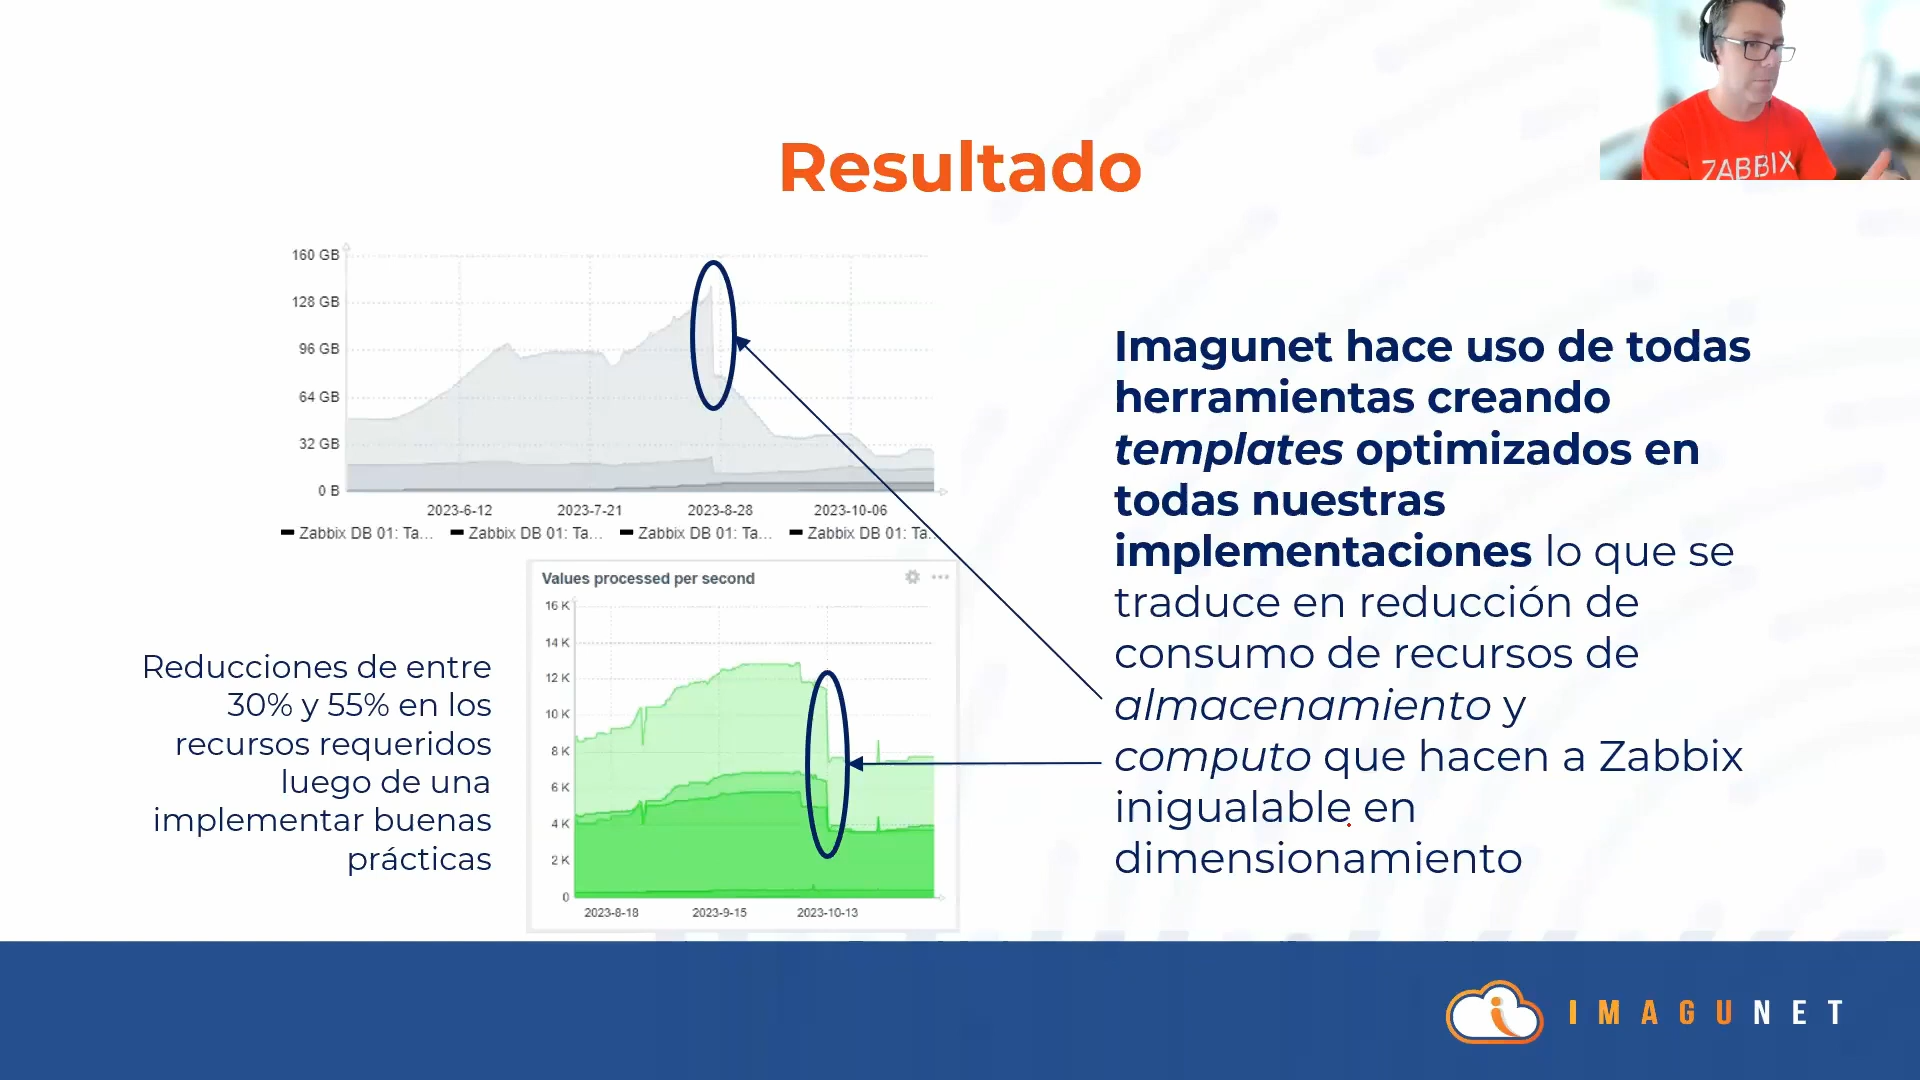 ZABBIX
Resultado
160 GB
128 GB
96 GB
64 GB
32 GB
0 B
2023-6-12 2023-7-21 2023-8-28 2023-10-06
Zabbix DB 01: Ta... Zabbix DB 01: Ta... Zabbix DB 01: Ta... Zabbix DB 01: Ta...
Values processed per second
16 K
14 K
12 K
10 K
8 K
6 K
4 K
2 K
0
2023-8-18 2023-9-15 2023-10-13
Reducciones de entre
30% y 55% en los
recursos requeridos
luego de una
implementar buenas
prácticas
Imagunet hace uso de todas
herramientas creando
templates optimizados en
todas nuestras
implementaciones lo que se
traduce en reducción de
consumo de recursos de
almacenamiento y
computo que hacen a Zabbix
inigualable en
dimensionamiento
IMAGUNET